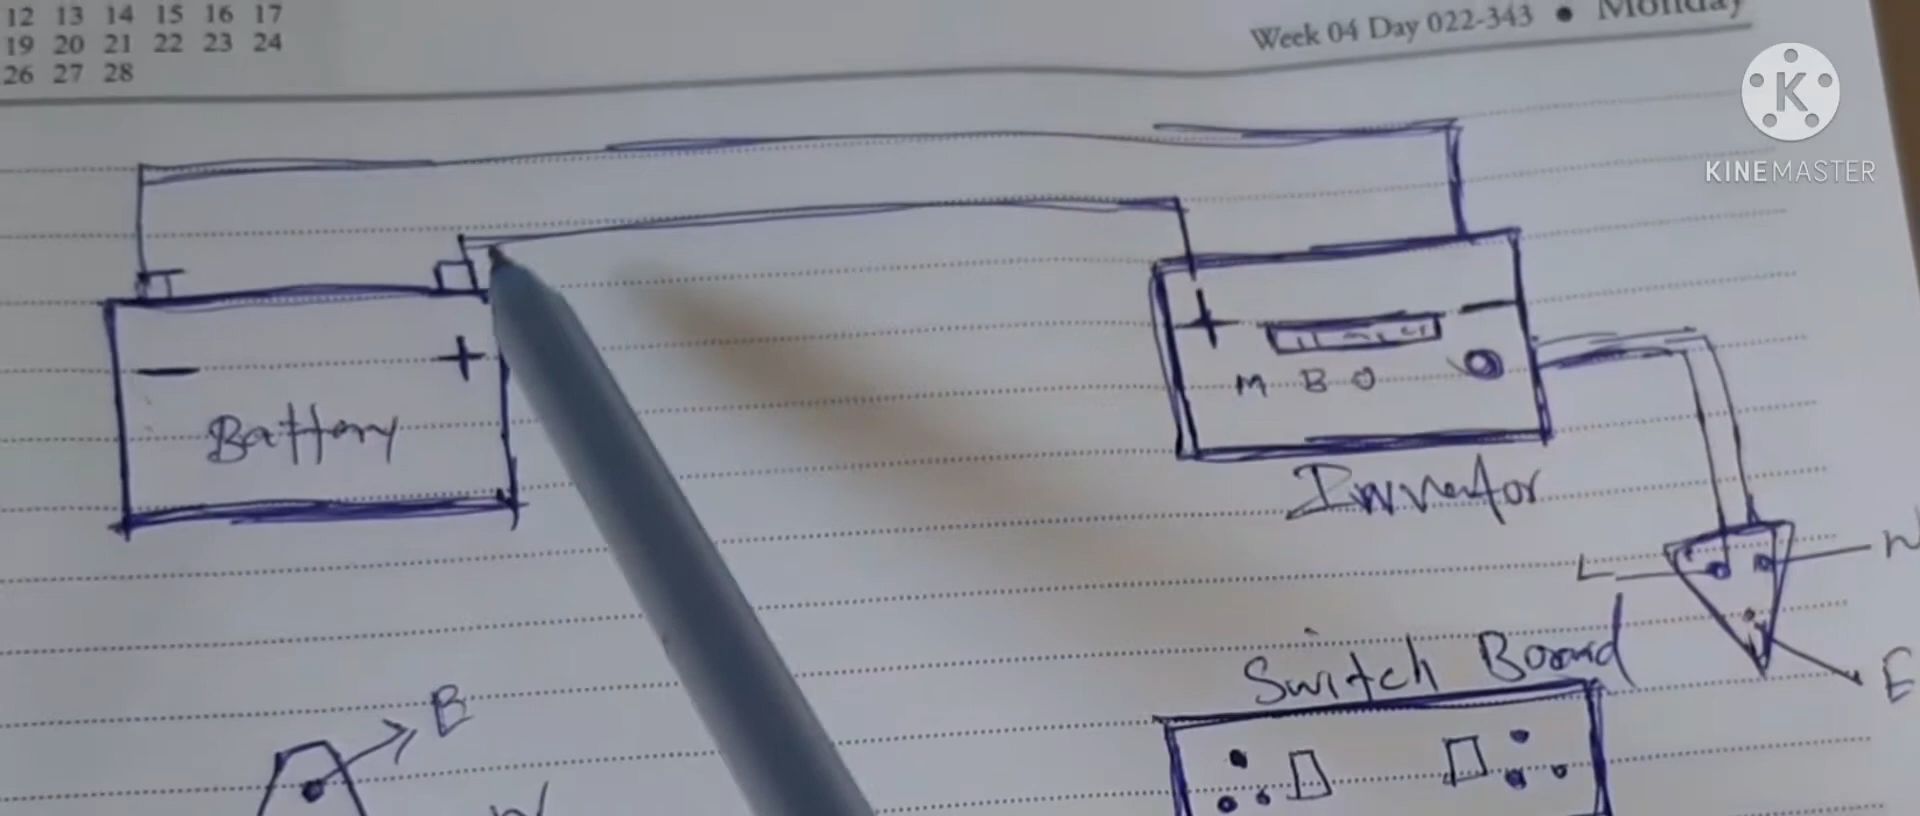 12 13 14 15 16 17
19 20 21 22 23 24
26 27 28
Week 04 Day 022-343 • Monday
K
KINEMASTER
- +
Battery
+ -
M B O
Invertor
L N
E
Switch Board
E
N